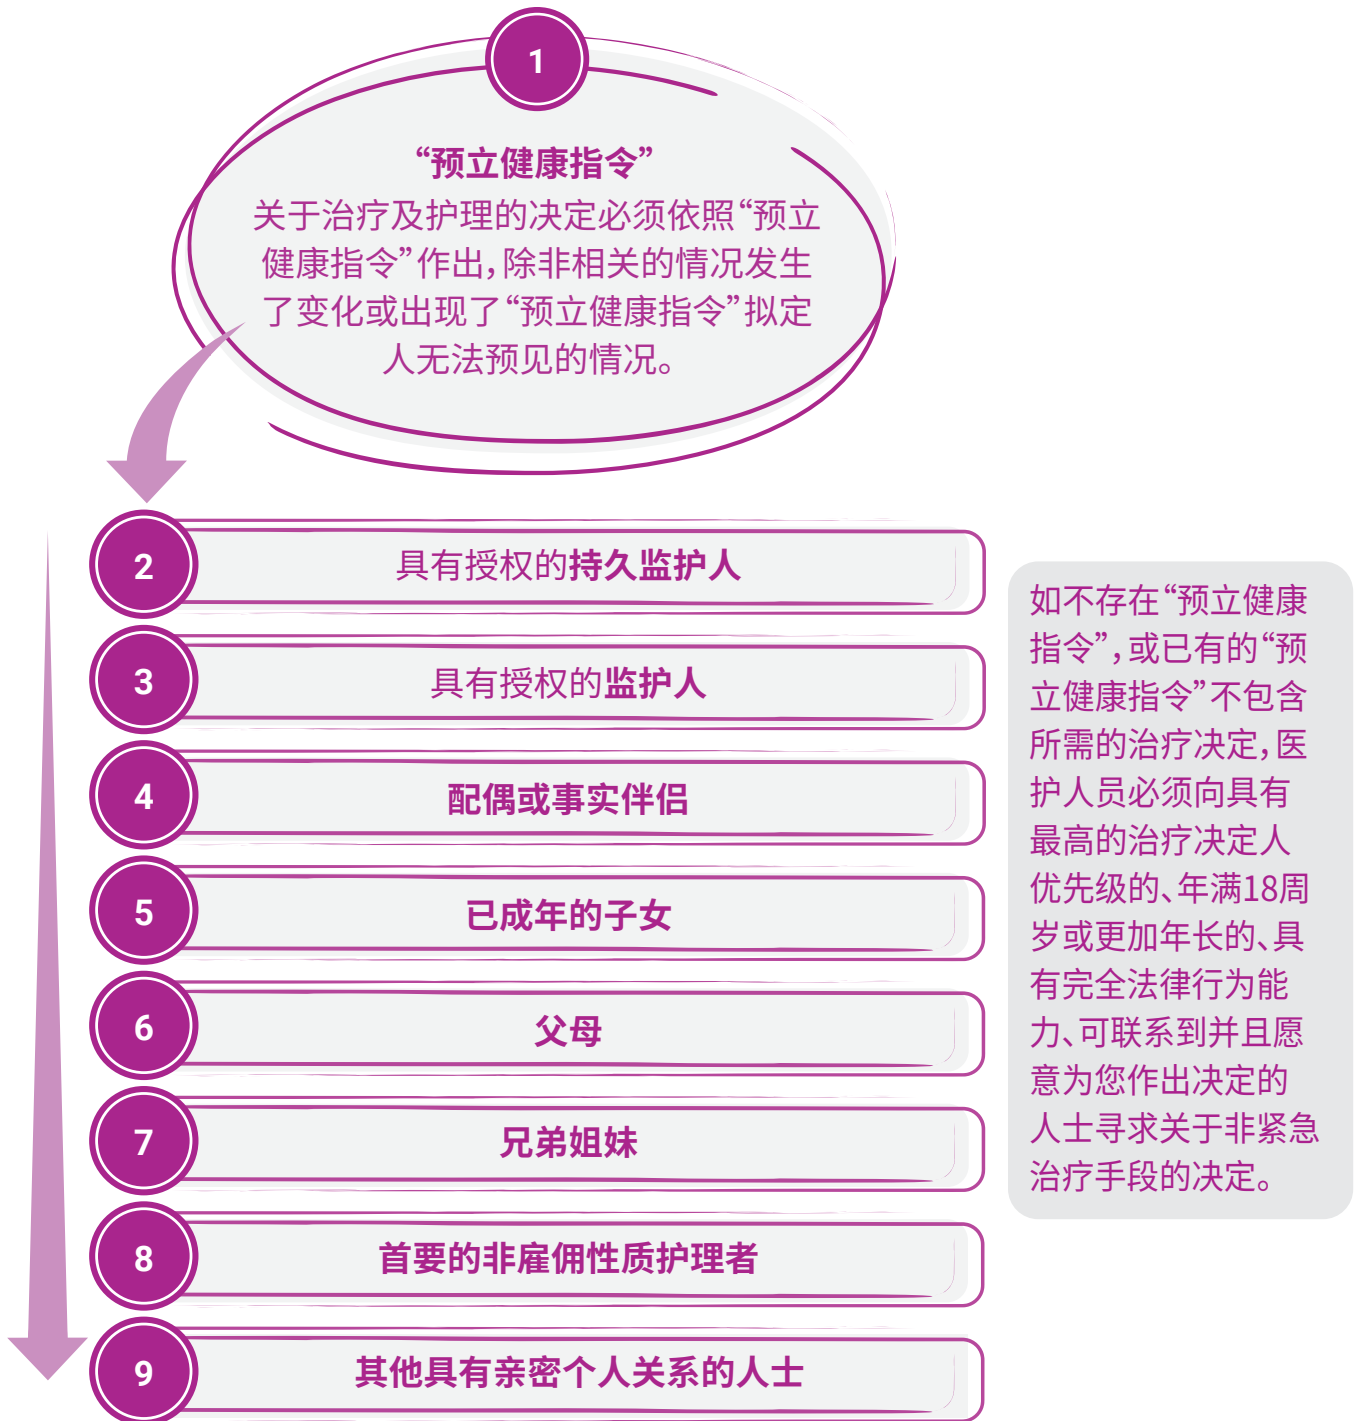 1
“预立健康指令”
关于治疗及护理的决定必须依照“预立
健康指令”作出，除非相关的情况发生
了变化或出现了“预立健康指令”拟定
人无法预见的情况。
2
具有授权的持久监护人
3
具有授权的监护人
4
配偶或事实伴侣
5
已成年的子女
6
父母
7
兄弟姐妹
8
首要的非雇佣性质护理者
9
其他具有亲密个人关系的人士
如不存在“预立健康
指令”，或已有的“预
立健康指令”不包含
所需的治疗决定，医
护人员必须向具有
最高的治疗决定人
优先级的、年满18周
岁或更加年长的、具
有完全法律行为能
力、可联系到并且愿
意为您作出决定的
人士寻求关于非紧急
治疗手段的决定。